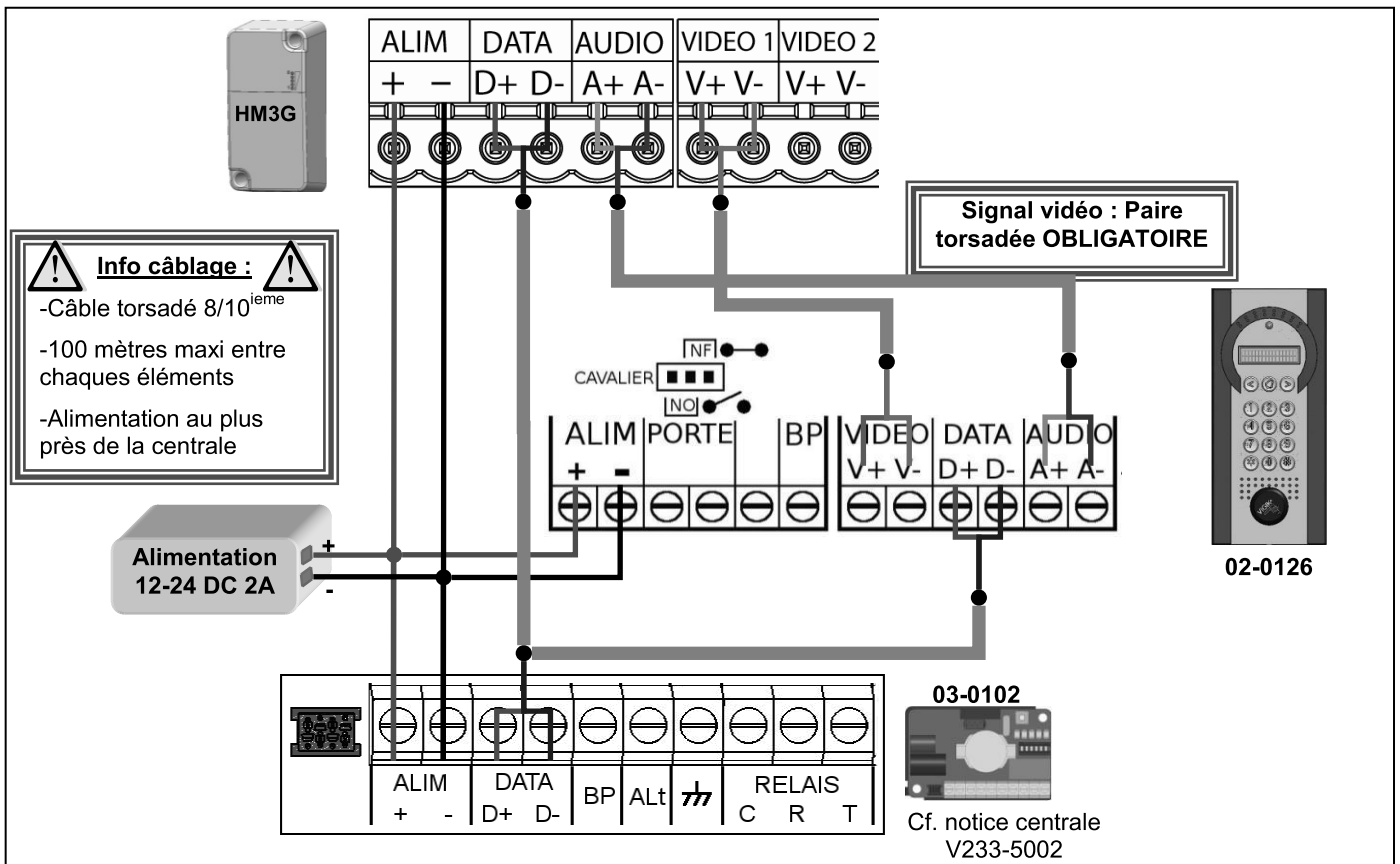 ALIM DATA AUDIO VIDEO 1 VIDEO 2
+ − D+ D- A+ A- V+ V- V+ V-
HM3G
Signal vidéo : Paire
torsadée OBLIGATOIRE
Info câblage :
-Câble torsadé 8/10ieme
-100 mètres maxi entre
chaques éléments
-Alimentation au plus
près de la centrale
NF
CAVALIER
NO
ALIM PORTE BP VIDEO DATA AUDIO
+ - V+ V- D+ D- A+ A-
Alimentation
12-24 DC 2A
+
-
02-0126
03-0102
ALIM DATA BP ALt RELAIS
+ - D+ D- C R T
Cf. notice centrale
V233-5002